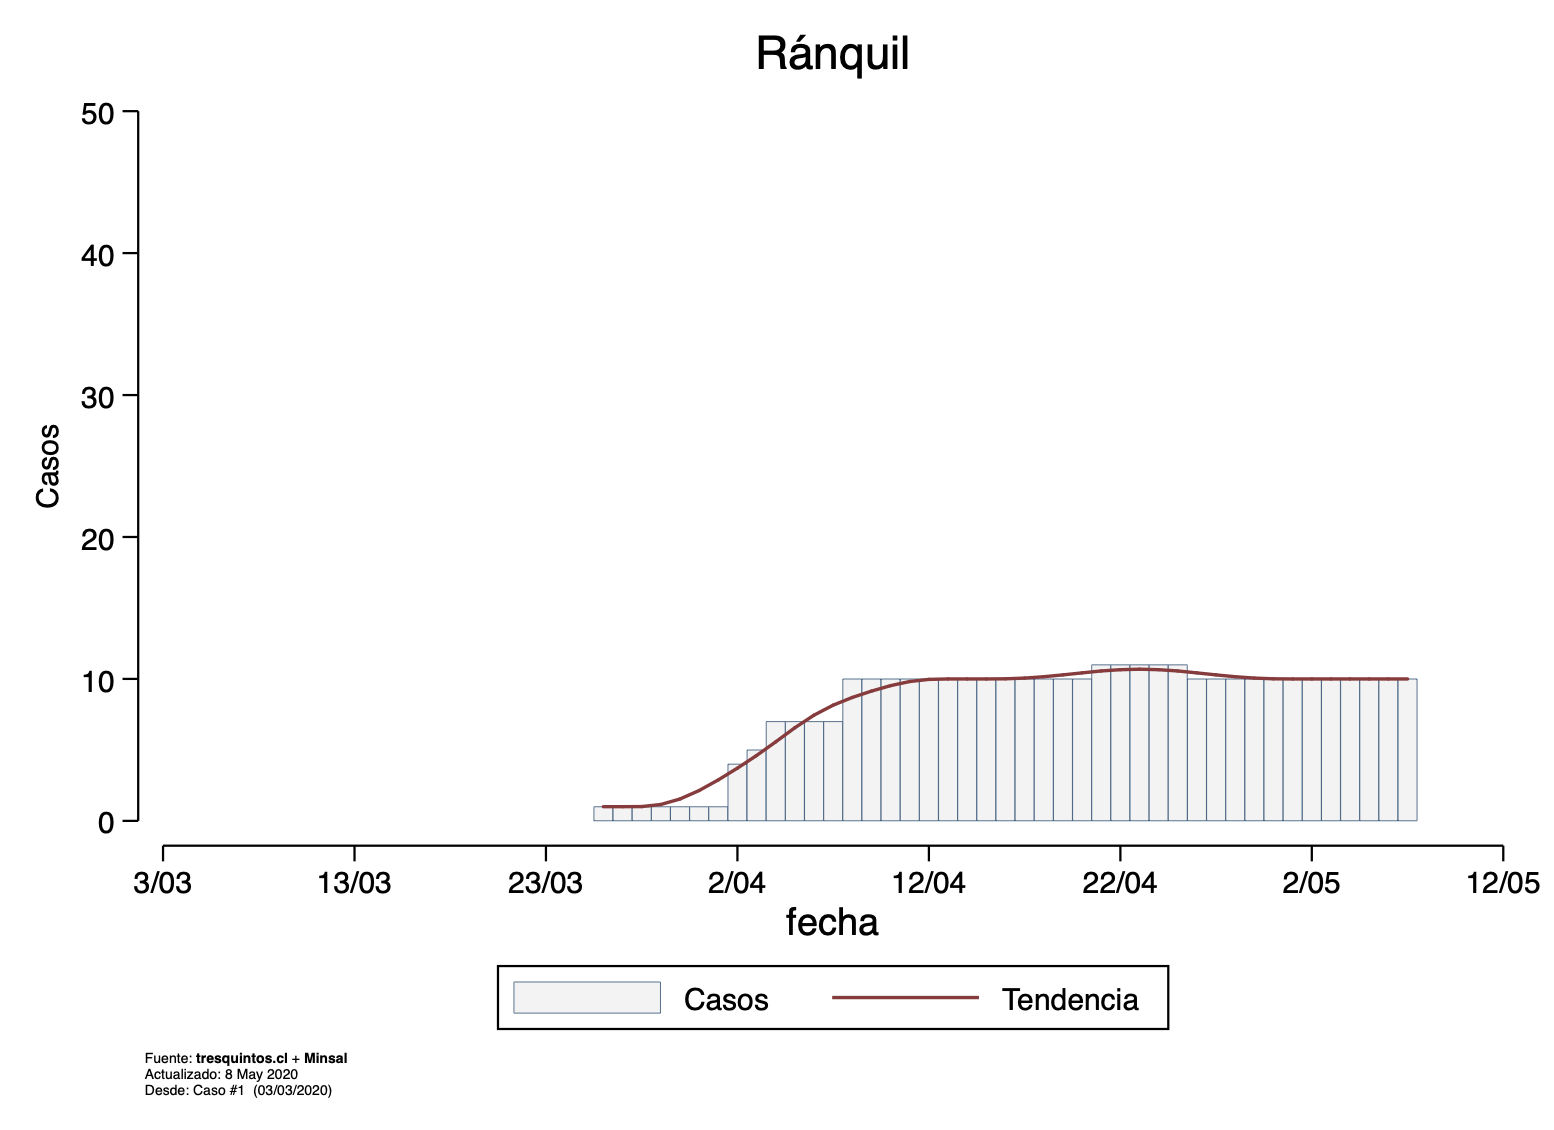 Ránquil
50
40
30
20
10
0
Casos
3/03 13/03 23/03 2/04 12/04 22/04 2/05 12/05
fecha
Casos Tendencia
Fuente: tresquintos.cl + Minsal
Actualizado: 8 May 2020
Desde: Caso #1 (03/03/2020)